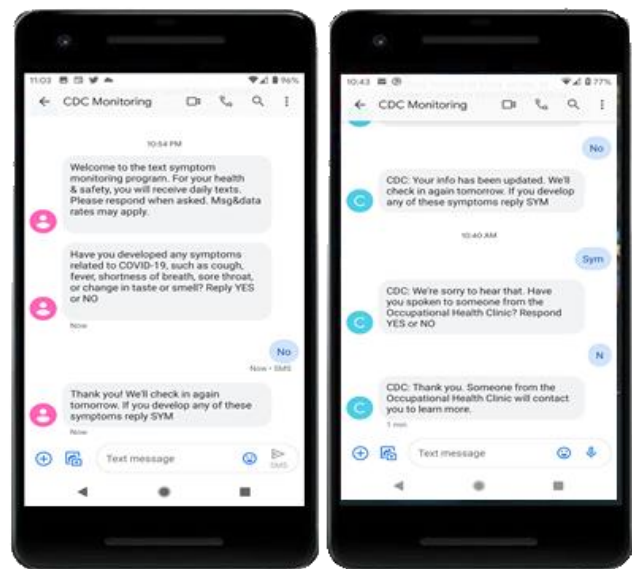 11:03
96%
CDC Monitoring
10:54 PM
Welcome to the text symptom
monitoring program. For your health
& safety, you will receive daily texts.
Please respond when asked. Msg&data
rates may apply.
Have you developed any symptoms
related to COVID-19, such as cough,
fever, shortness of breath, sore throat,
or change in taste or smell? Reply YES
or NO
Now
No
Now • SMS
Thank you! We'll check in again
tomorrow. If you develop any of these
symptoms reply SYM
Now
Text message
SMS
10:43
77%
CDC Monitoring
No
CDC: Your info has been updated. We'll
check in again tomorrow. If you develop
any of these symptoms reply SYM
C
10:40 AM
Sym
CDC: We're sorry to hear that. Have
you spoken to someone from the
Occupational Health Clinic? Respond
YES or NO
C
N
CDC: Thank you. Someone from the
Occupational Health Clinic will contact
you to learn more.
C
1 min
Text message